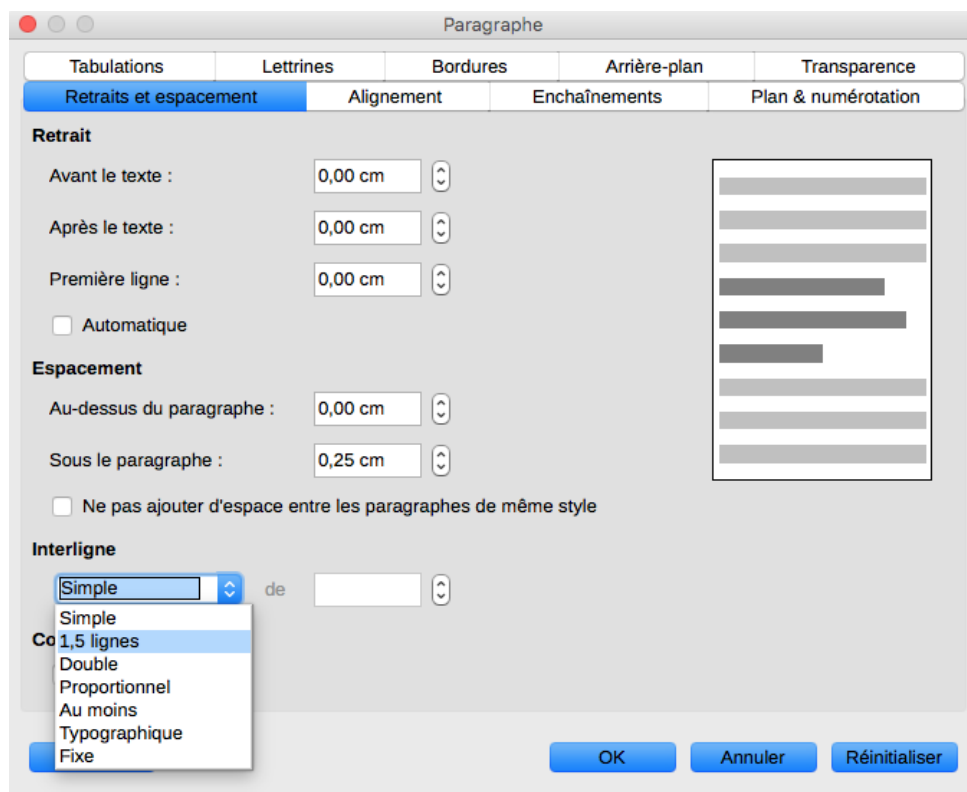 Paragraphe
Tabulations Lettrines Bordures Arrière-plan Transparence
Retraits et espacement Alignement Enchaînements Plan & numérotation
Retrait
Avant le texte : 0,00 cm
Après le texte : 0,00 cm
Première ligne : 0,00 cm
Automatique
Espacement
Au-dessus du paragraphe : 0,00 cm
Sous le paragraphe : 0,25 cm
Ne pas ajouter d'espace entre les paragraphes de même style
Interligne
Simple de
Simple
Co 1,5 lignes
Double
Proportionnel
Au moins
Typographique
Fixe
OK Annuler Réinitialiser